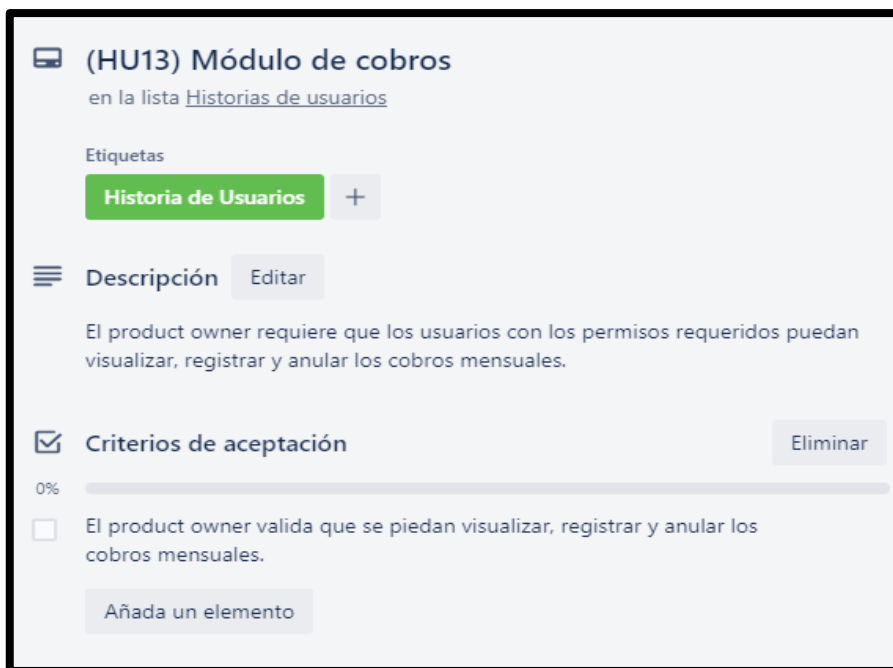 (HU13) Módulo de cobros
en la lista Historias de usuarios
Etiquetas
Historia de Usuarios +
Descripción Editar
El product owner requiere que los usuarios con los permisos requeridos puedan
visualizar, registrar y anular los cobros mensuales.
Criterios de aceptación Eliminar
0%
El product owner valida que se piedan visualizar, registrar y anular los
cobros mensuales.
Añada un elemento